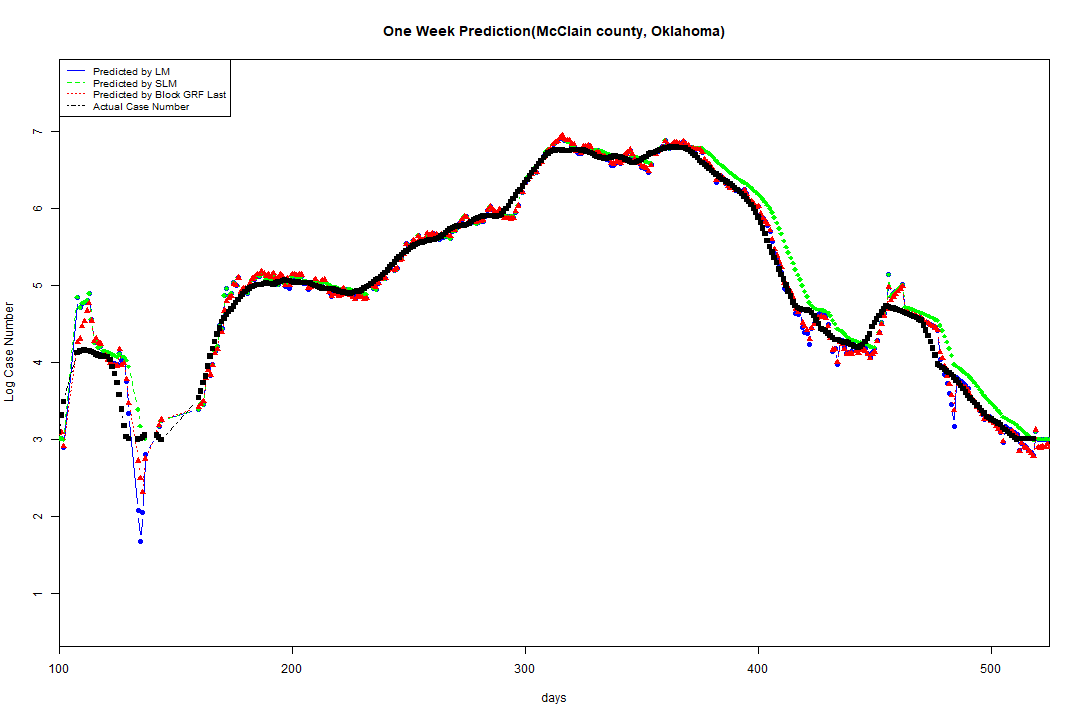 One Week Prediction(McClain county, Oklahoma)
Predicted by LM
Predicted by SLM
Predicted by Block GRF Last
Actual Case Number
7
6
5
4
3
2
1
Log Case Number
100 200 300 400 500
days